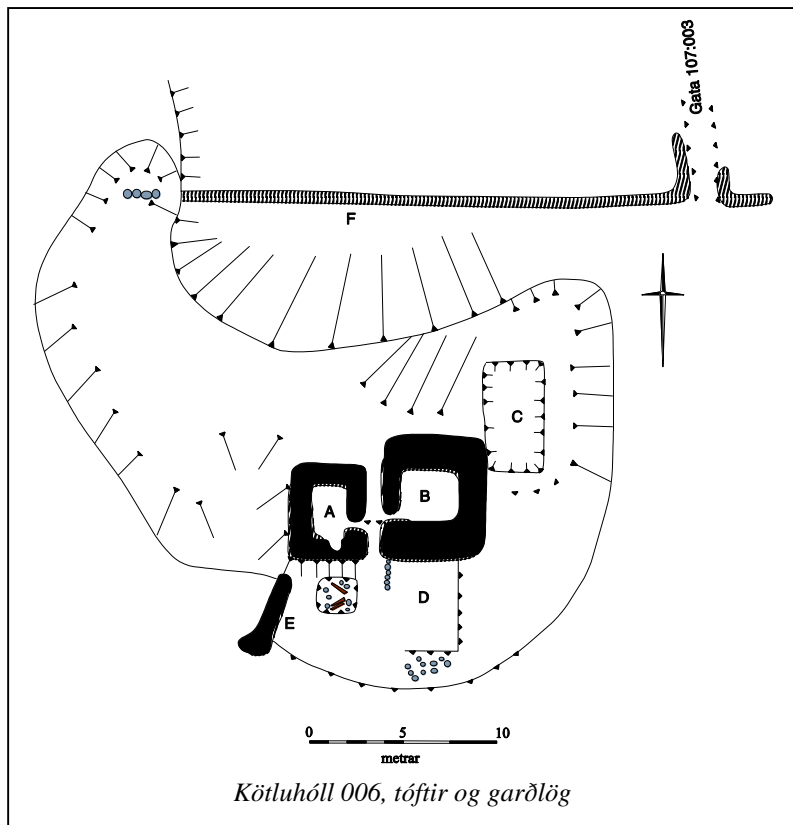 Gata 107:003
F
C
A
B
E
D
0 5 10
metrar
Kötluhóll 006, tóftir og garðlög